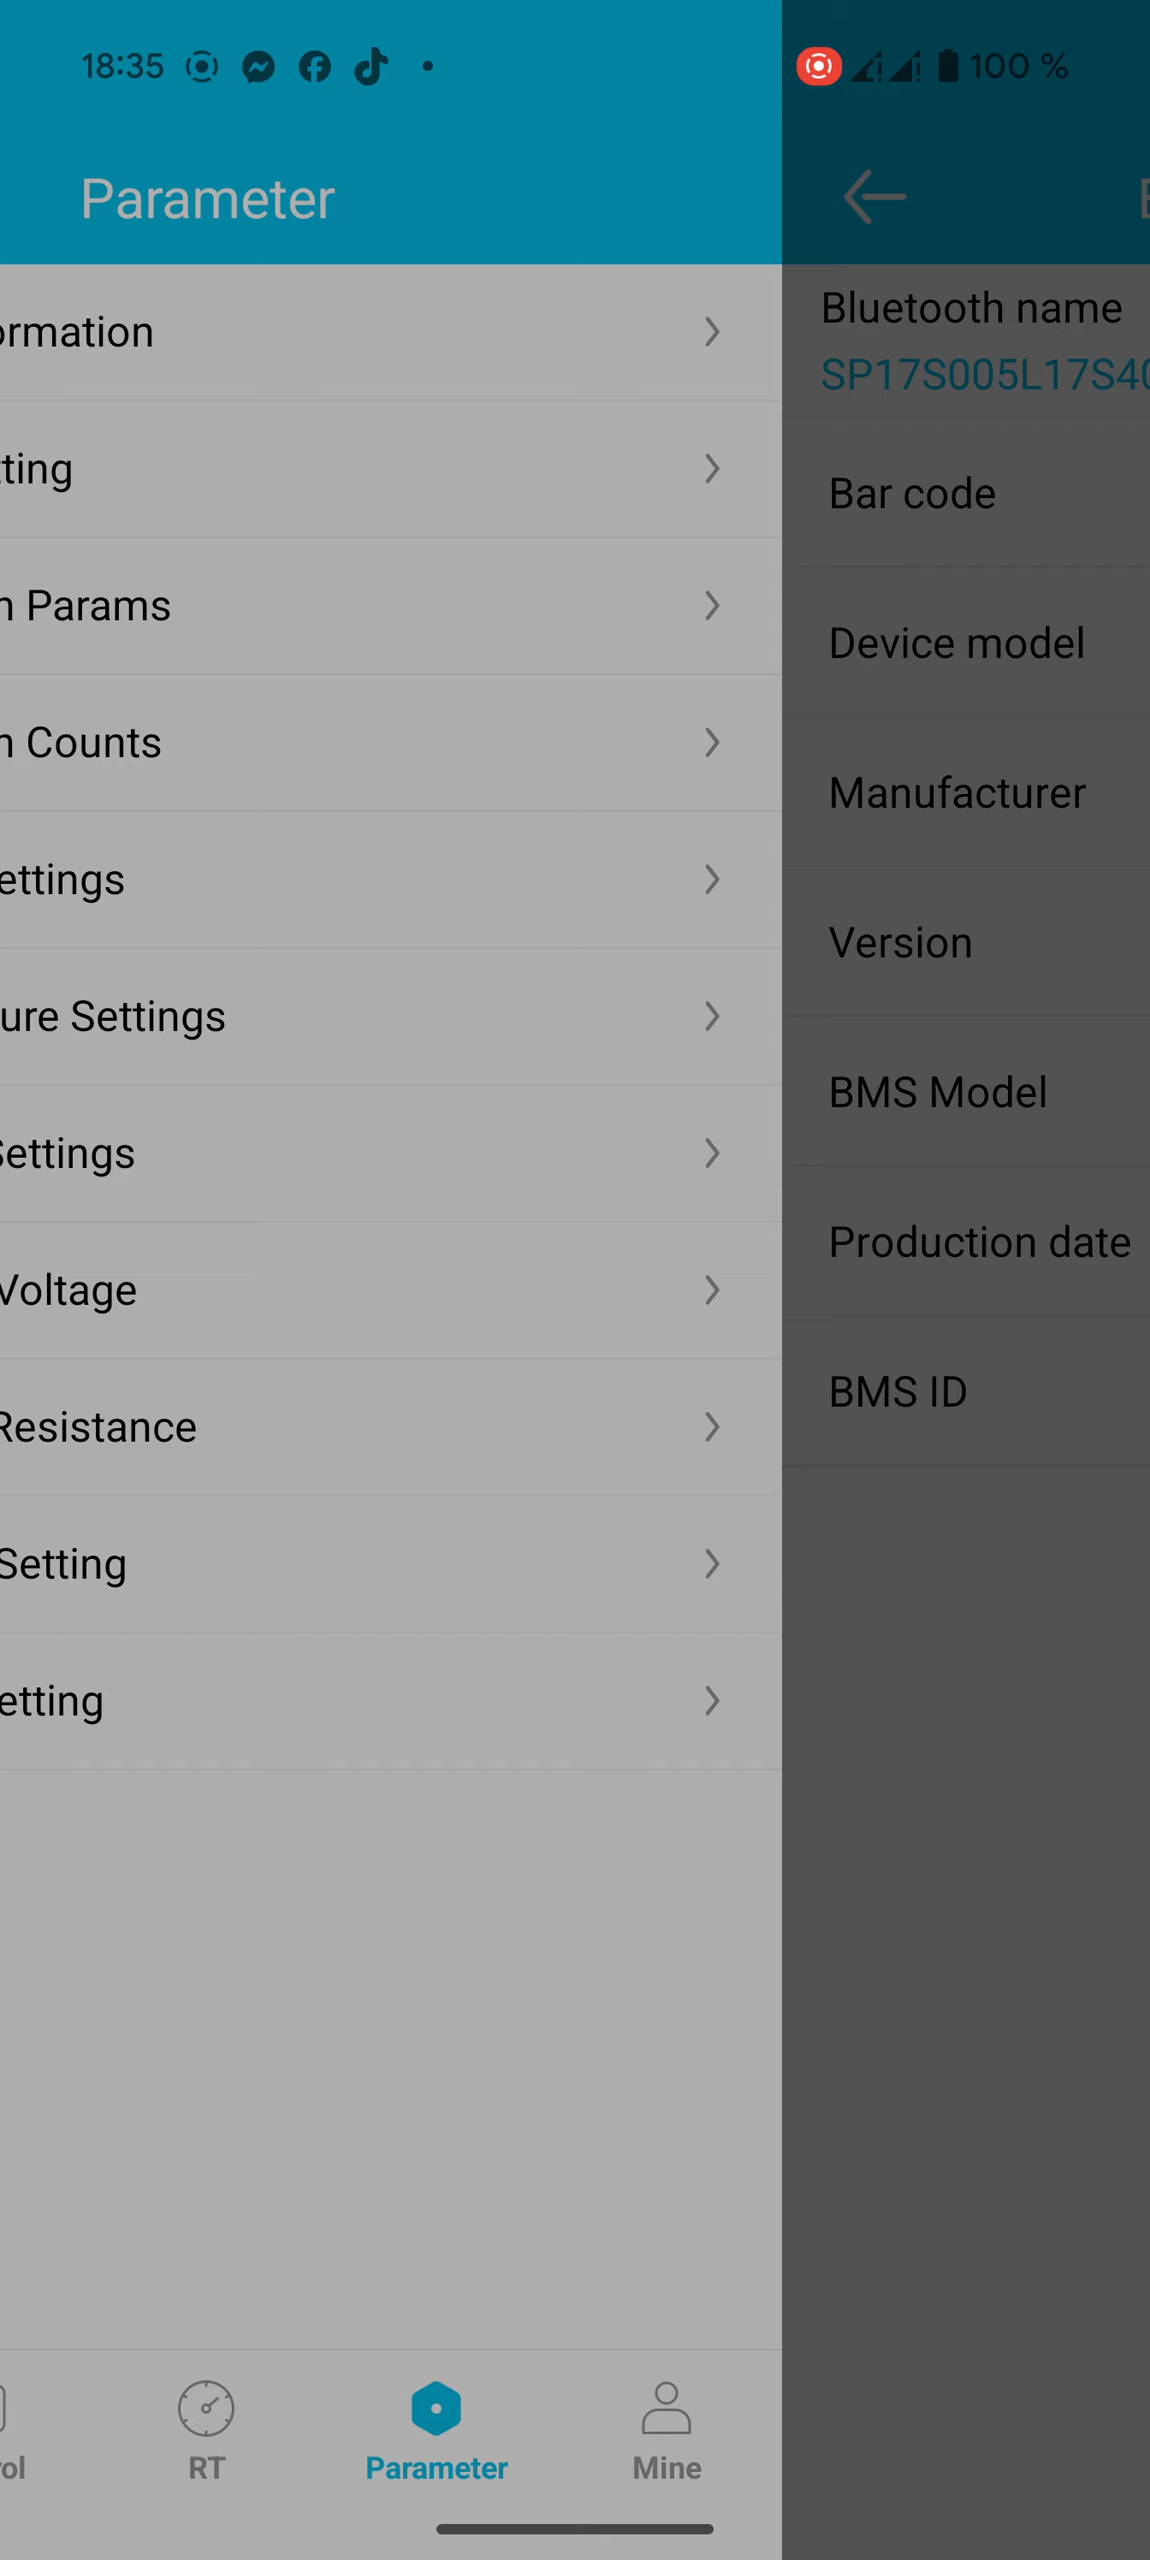 18:35
100 %
Parameter
ormation
ting
n Params
n Counts
ettings
ure Settings
Settings
Voltage
Resistance
Setting
etting
rol
RT
Parameter
Mine
Bluetooth name
SP17S005L17S40
Bar code
Device model
Manufacturer
Version
BMS Model
Production date
BMS ID